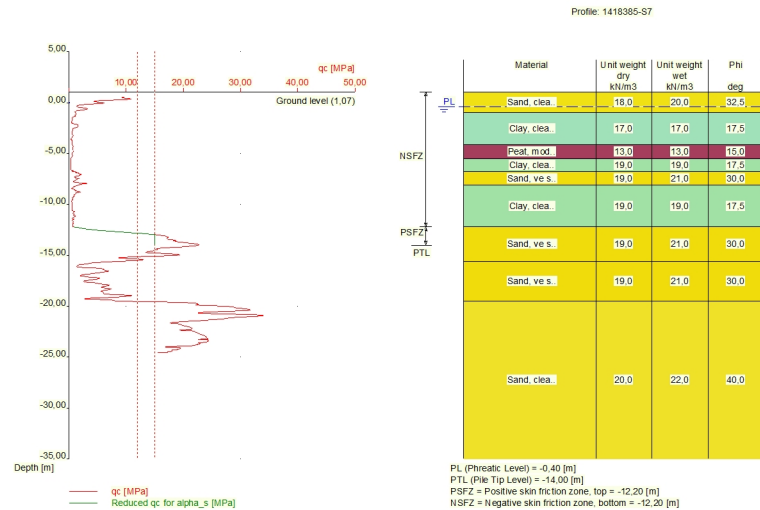 Profile: 1418385-S7
5,00
qc [MPa]
10,00 20,00 30,00 40,00 50,00
0,00
Ground level (1,07)
-5,00
-10,00
-15,00
-20,00
-25,00
-30,00
-35,00
Depth [m]
qc [MPa]
Reduced qc for alpha_s [MPa]
Material Unit weight dry kN/m3 Unit weight wet kN/m3 Phi deg
PL
NSFZ
PSFZ
PTL
Sand, clea.. 18,0 20,0 32,5
Clay, clea.. 17,0 17,0 17,5
Peat, mod.. 13,0 13,0 15,0
Clay, clea.. 19,0 19,0 17,5
Sand, ve s.. 19,0 21,0 30,0
Clay, clea.. 19,0 19,0 17,5
Sand, ve s.. 19,0 21,0 30,0
Sand, ve s.. 19,0 21,0 30,0
Sand, clea.. 20,0 22,0 40,0
PL (Phreatic Level) = -0,40 [m]
PTL (Pile Tip Level) = -14,00 [m]
PSFZ = Positive skin friction zone, top = -12,20 [m]
NSFZ = Negative skin friction zone, bottom = -12,20 [m]